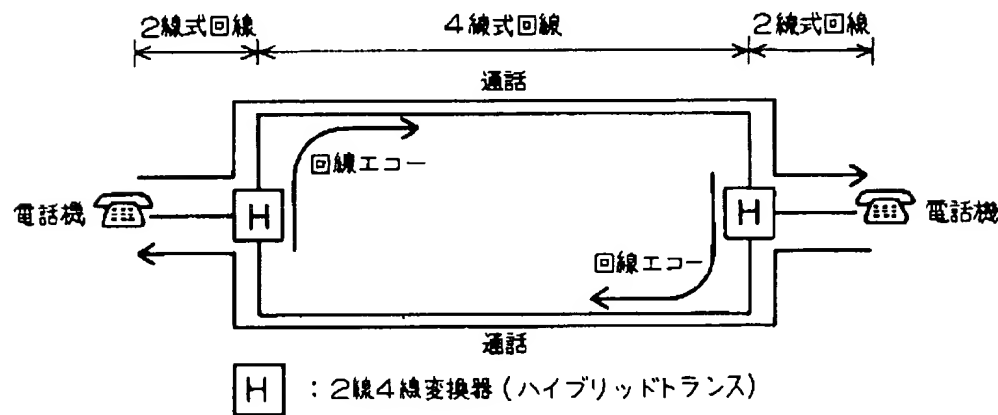 2線式回線 4線式回線 2線式回線
通話
回線エコー
電話機 H H 電話機
回線エコー
通話
H :2線4線変換器(ハイブリッドトランス)